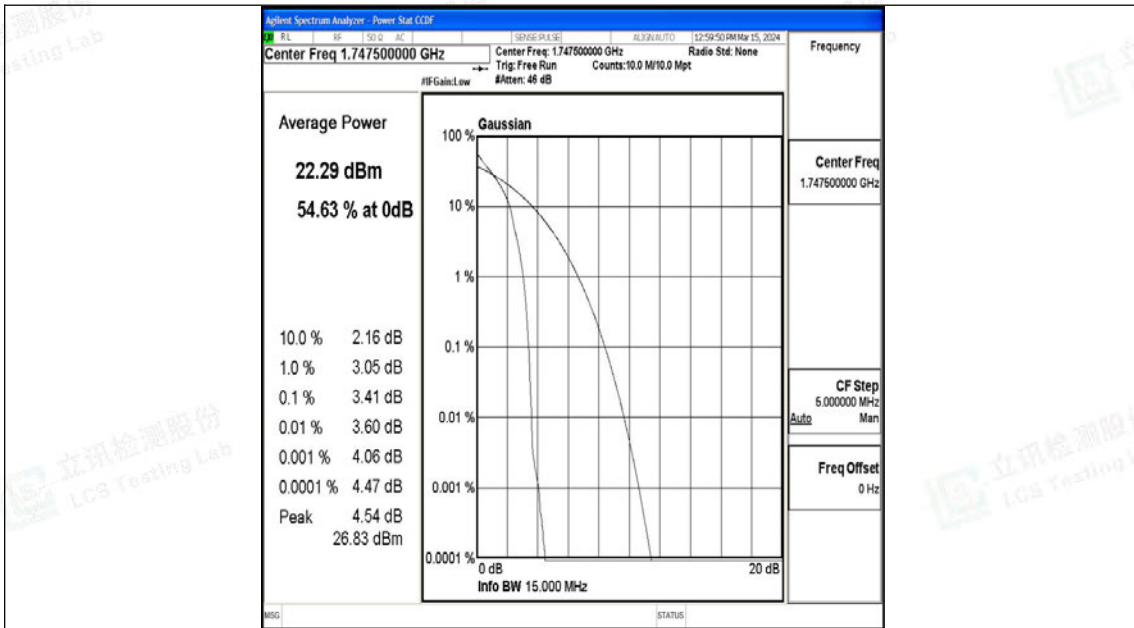 Agilent Spectrum Analyzer - Power Stat CCDF
RL RF 50 Ω AC SENSE:PULSE ALIGNAUTO 12:59:50 PM Mar 15, 2024
Center Freq 1.747500000 GHz
Center Freq: 1.747500000 GHz Radio Std: None
Trig: Free Run Counts:10.0 M/10.0 Mpt
#IFGain:Low #Atten: 46 dB
Frequency
Average Power
22.29 dBm
54.63 % at 0dB
10.0 % 2.16 dB
1.0 % 3.05 dB
0.1 % 3.41 dB
0.01 % 3.60 dB
0.001 % 4.06 dB
0.0001 % 4.47 dB
Peak 4.54 dB
26.83 dBm
Gaussian
100 %
10 %
1 %
0.1 %
0.01 %
0.001 %
0.0001 %
0 dB 20 dB
Info BW 15.000 MHz
Center Freq
1.747500000 GHz
CF Step
5.000000 MHz
Auto Man
Freq Offset
0 Hz
MSG STATUS
立讯检测股份
LCS Testing Lab